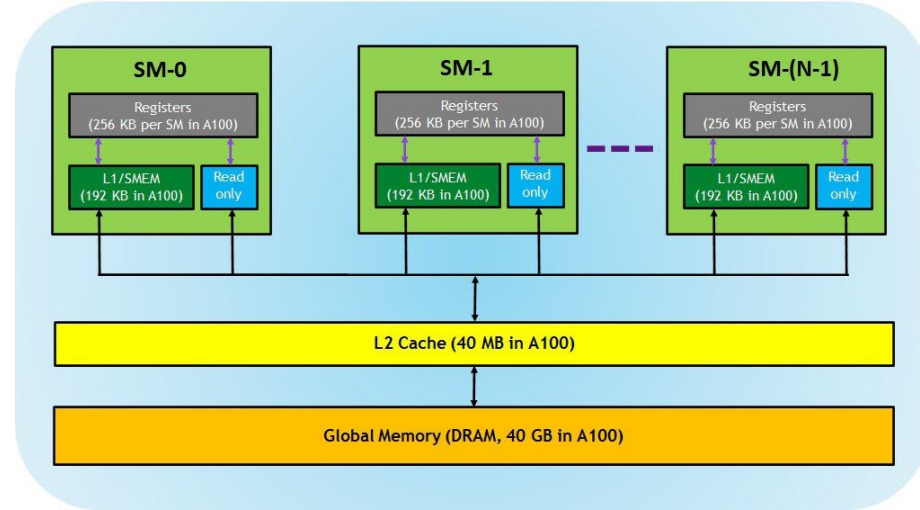 SM-0
Registers
(256 KB per SM in A100)
L1/SMEM
(192 KB in A100)
Read
only
SM-1
Registers
(256 KB per SM in A100)
L1/SMEM
(192 KB in A100)
Read
only
SM-(N-1)
Registers
(256 KB per SM in A100)
L1/SMEM
(192 KB in A100)
Read
only
L2 Cache (40 MB in A100)
Global Memory (DRAM, 40 GB in A100)